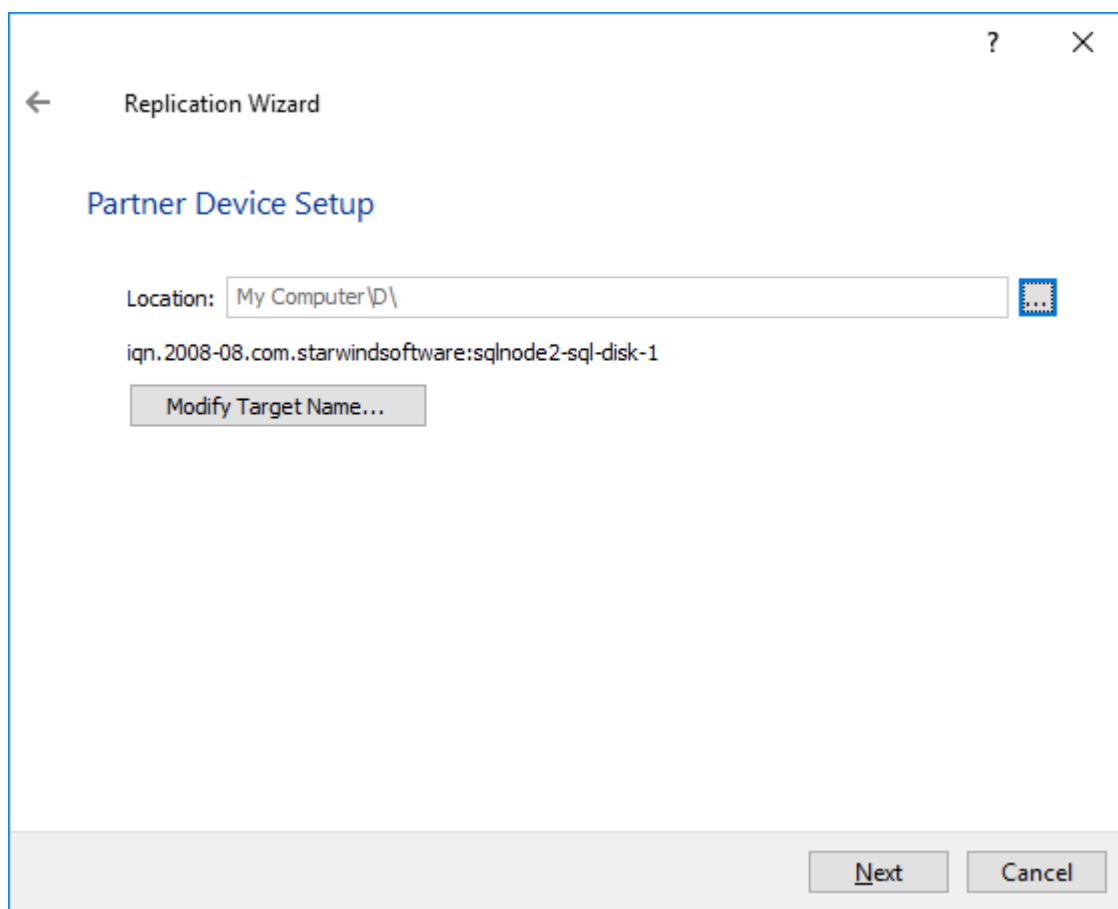 ?
Replication Wizard
Partner Device Setup
Location: My Computer\D\ ...
iqn.2008-08.com.starwindsoftware:sqlnode2-sql-disk-1
Modify Target Name...
Next Cancel